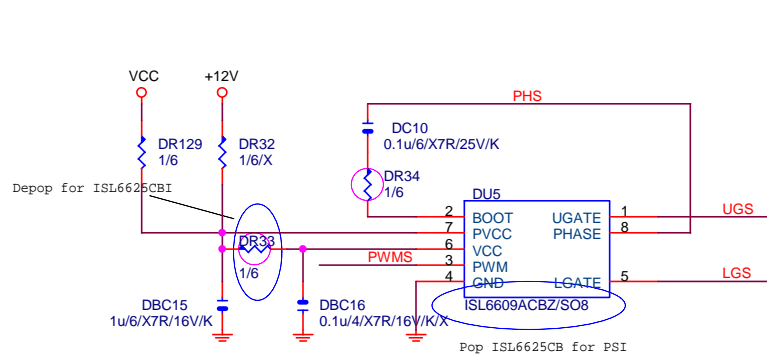 VCC
+12V
PHS
DR129
1/6
DR32
1/6/X
DC10
0.1u/6/X7R/25V/K
DR34
1/6
Depop for ISL6625CBI
DU5
2
BOOT
UGATE
1
UGS
7
PVCC
PHASE
8
DR33
1/6
6
VCC
PWMS
3
PWM
4
GND
LGATE
5
LGS
DBC15
1u/6/X7R/16V/K
DBC16
0.1u/4/X7R/16V/K/X
ISL6609ACBZ/SO8
Pop ISL6625CB for PSI